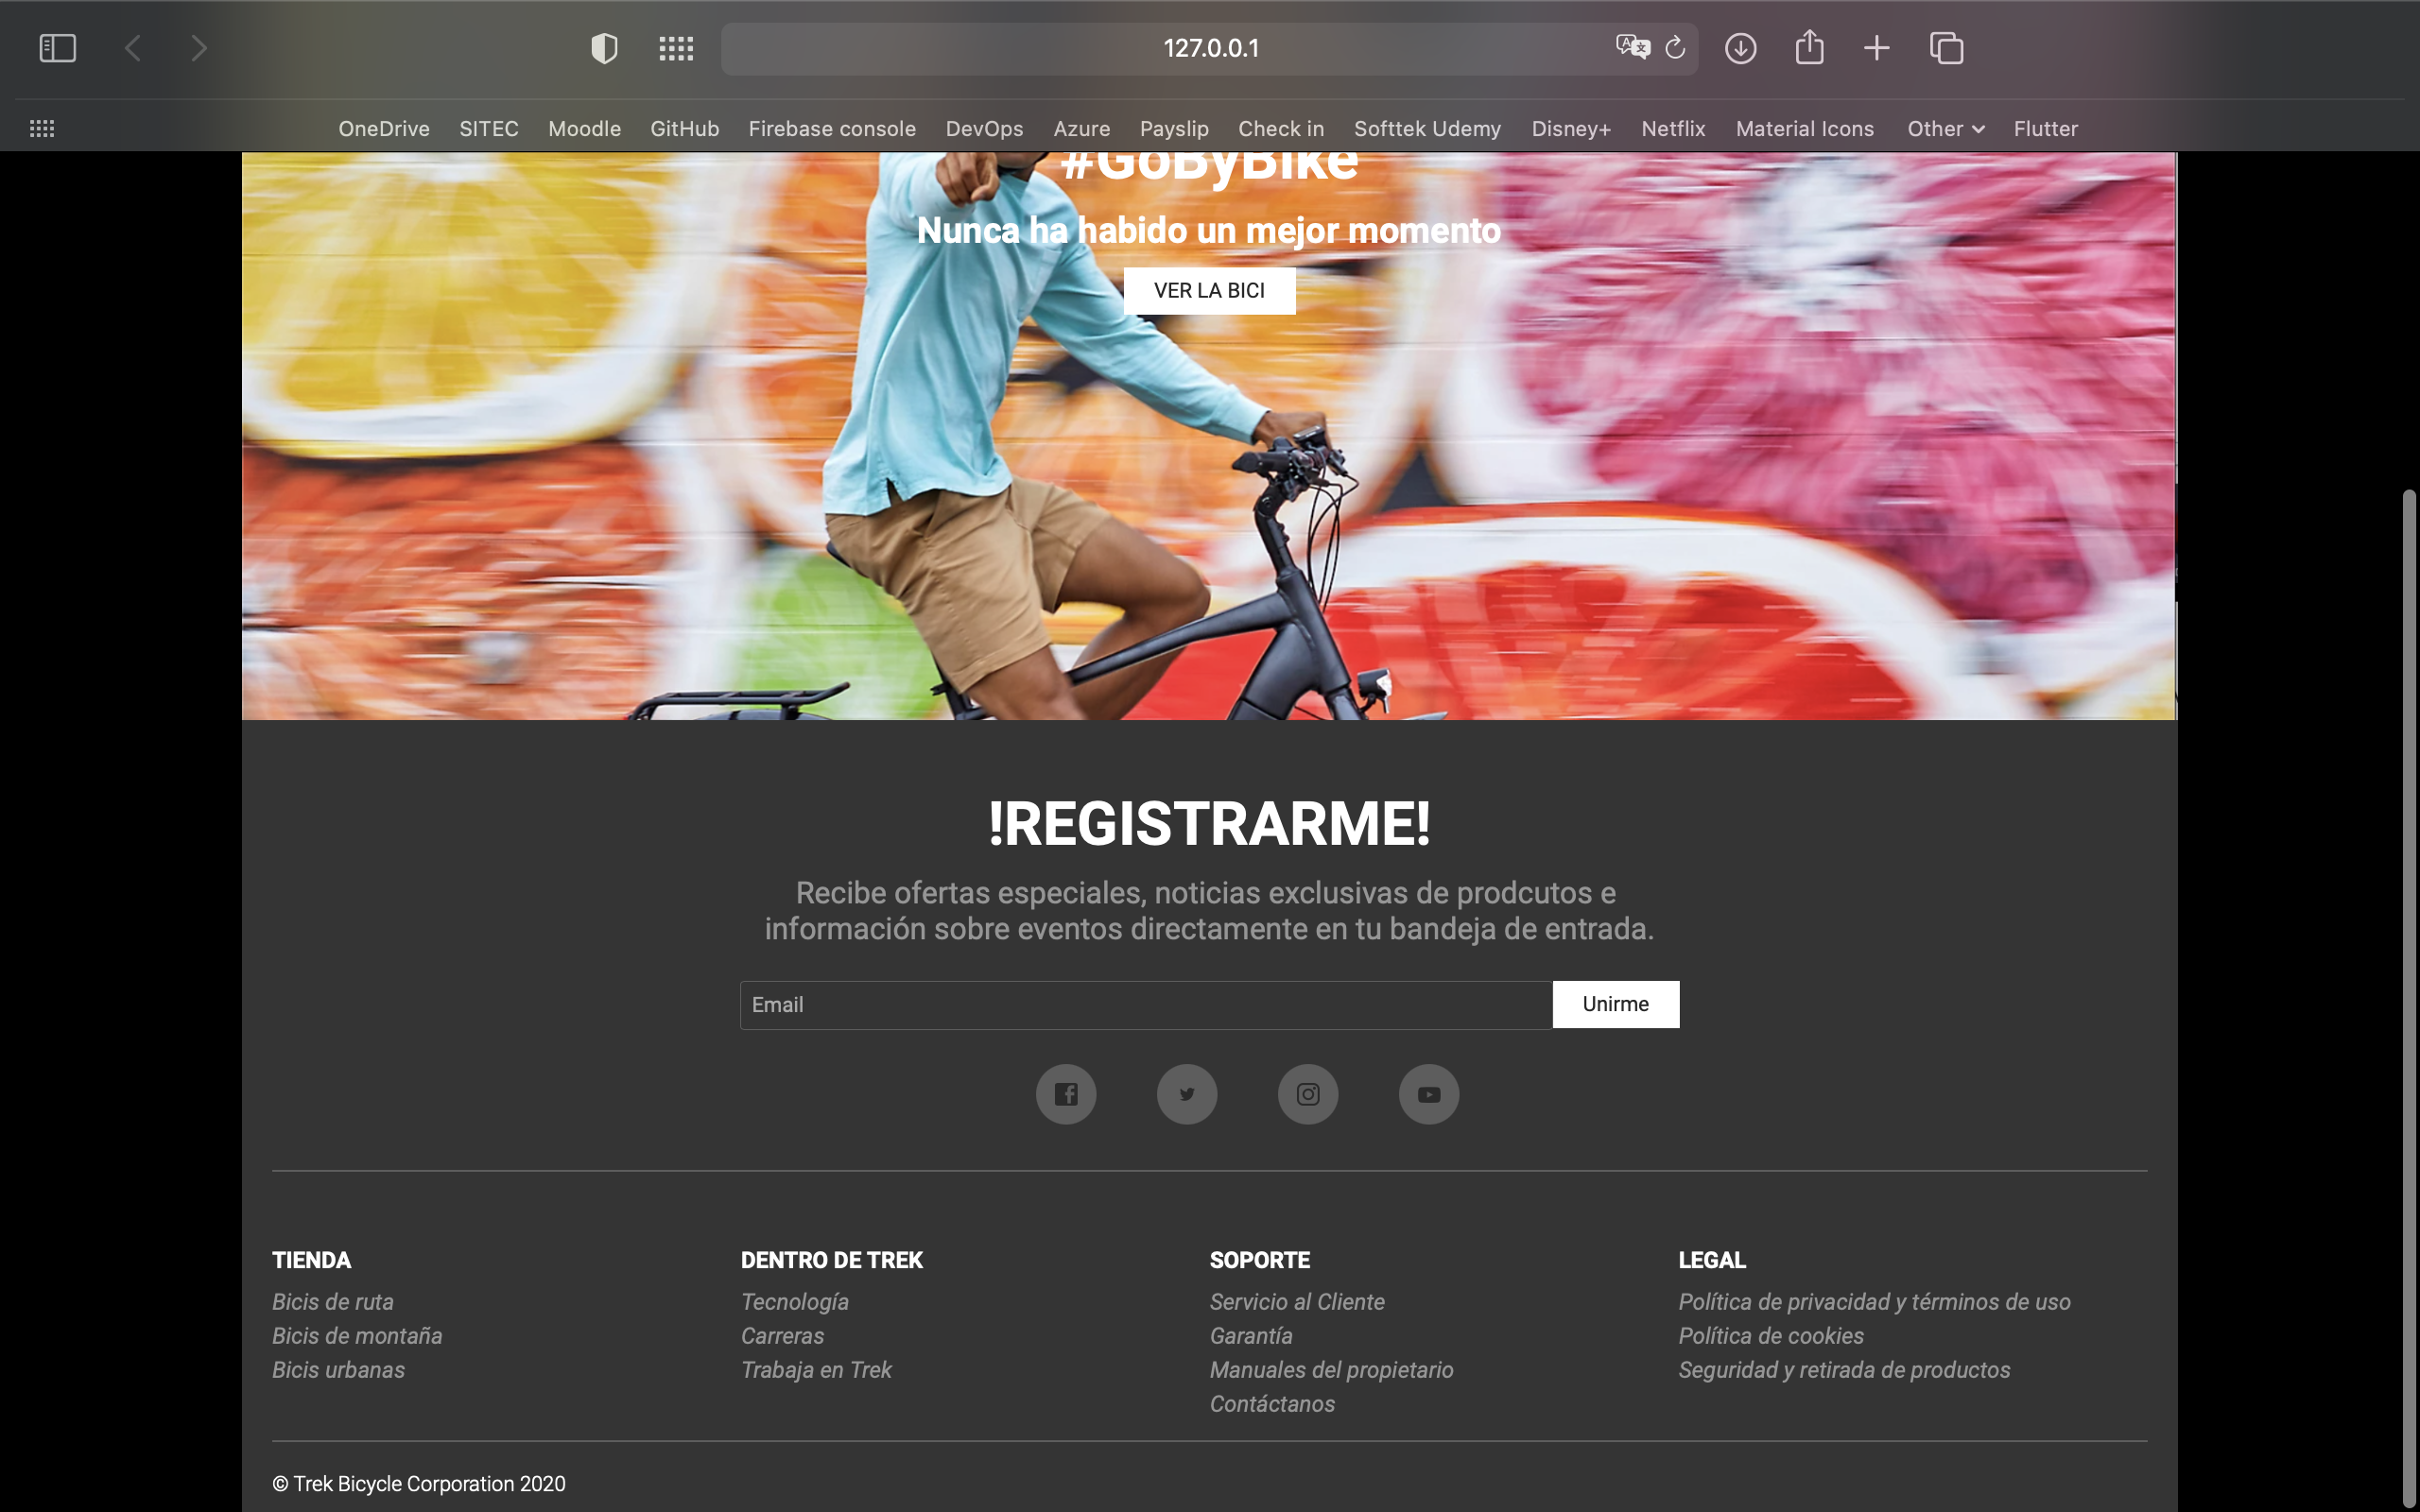 127.0.0.1
OneDrive SITEC Moodle GitHub Firebase console DevOps Azure Payslip Check in Softtek Udemy Disney+ Netflix Material Icons Other Flutter
#GoByBike
Nunca ha habido un mejor momento
VER LA BICI
!REGISTRARME!
Recibe ofertas especiales, noticias exclusivas de prodcutos e
información sobre eventos directamente en tu bandeja de entrada.
Email Unirme
TIENDA
Bicis de ruta
Bicis de montaña
Bicis urbanas
DENTRO DE TREK
Tecnología
Carreras
Trabaja en Trek
SOPORTE
Servicio al Cliente
Garantía
Manuales del propietario
Contáctanos
LEGAL
Política de privacidad y términos de uso
Política de cookies
Seguridad y retirada de productos
© Trek Bicycle Corporation 2020